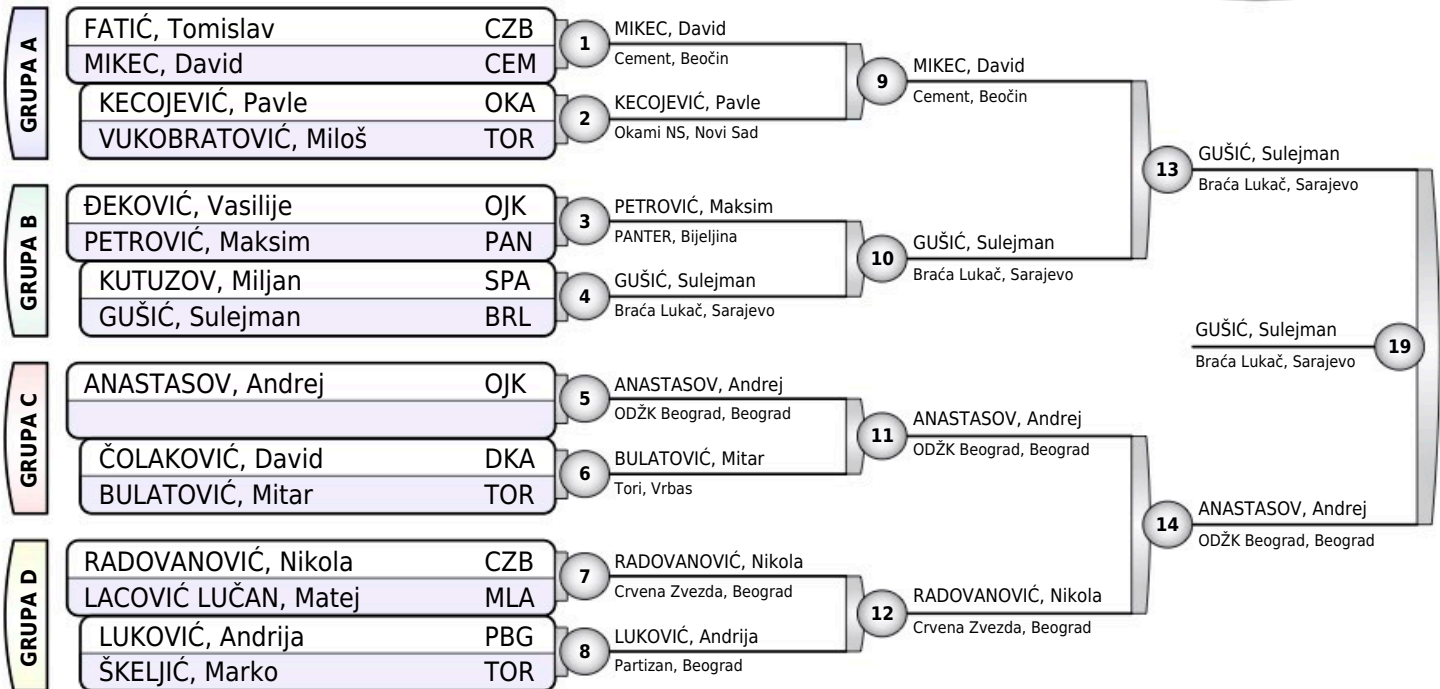 GRUPA A
FATIĆ, Tomislav CZB
MIKEC, David CEM
KECOJEVIĆ, Pavle OKA
VUKOBRATOVIĆ, Miloš TOR
GRUPA B
ĐEKOVIĆ, Vasilije OJK
PETROVIĆ, Maksim PAN
KUTUZOV, Miljan SPA
GUŠIĆ, Sulejman BRL
GRUPA C
ANASTASOV, Andrej OJK
ČOLAKOVIĆ, David DKA
BULATOVIĆ, Mitar TOR
GRUPA D
RADOVANOVIĆ, Nikola CZB
LACOVIĆ LUČAN, Matej MLA
LUKOVIĆ, Andrija PBG
ŠKELJIĆ, Marko TOR
1
MIKEC, David
Cement, Beočin
2
KECOJEVIĆ, Pavle
Okami NS, Novi Sad
3
PETROVIĆ, Maksim
PANTER, Bijeljina
4
GUŠIĆ, Sulejman
Braća Lukač, Sarajevo
5
ANASTASOV, Andrej
ODŽK Beograd, Beograd
6
BULATOVIĆ, Mitar
Tori, Vrbas
7
RADOVANOVIĆ, Nikola
Crvena Zvezda, Beograd
8
LUKOVIĆ, Andrija
Partizan, Beograd
9
MIKEC, David
Cement, Beočin
10
GUŠIĆ, Sulejman
Braća Lukač, Sarajevo
11
ANASTASOV, Andrej
ODŽK Beograd, Beograd
12
RADOVANOVIĆ, Nikola
Crvena Zvezda, Beograd
13
GUŠIĆ, Sulejman
Braća Lukač, Sarajevo
14
ANASTASOV, Andrej
ODŽK Beograd, Beograd
GUŠIĆ, Sulejman
Braća Lukač, Sarajevo
19